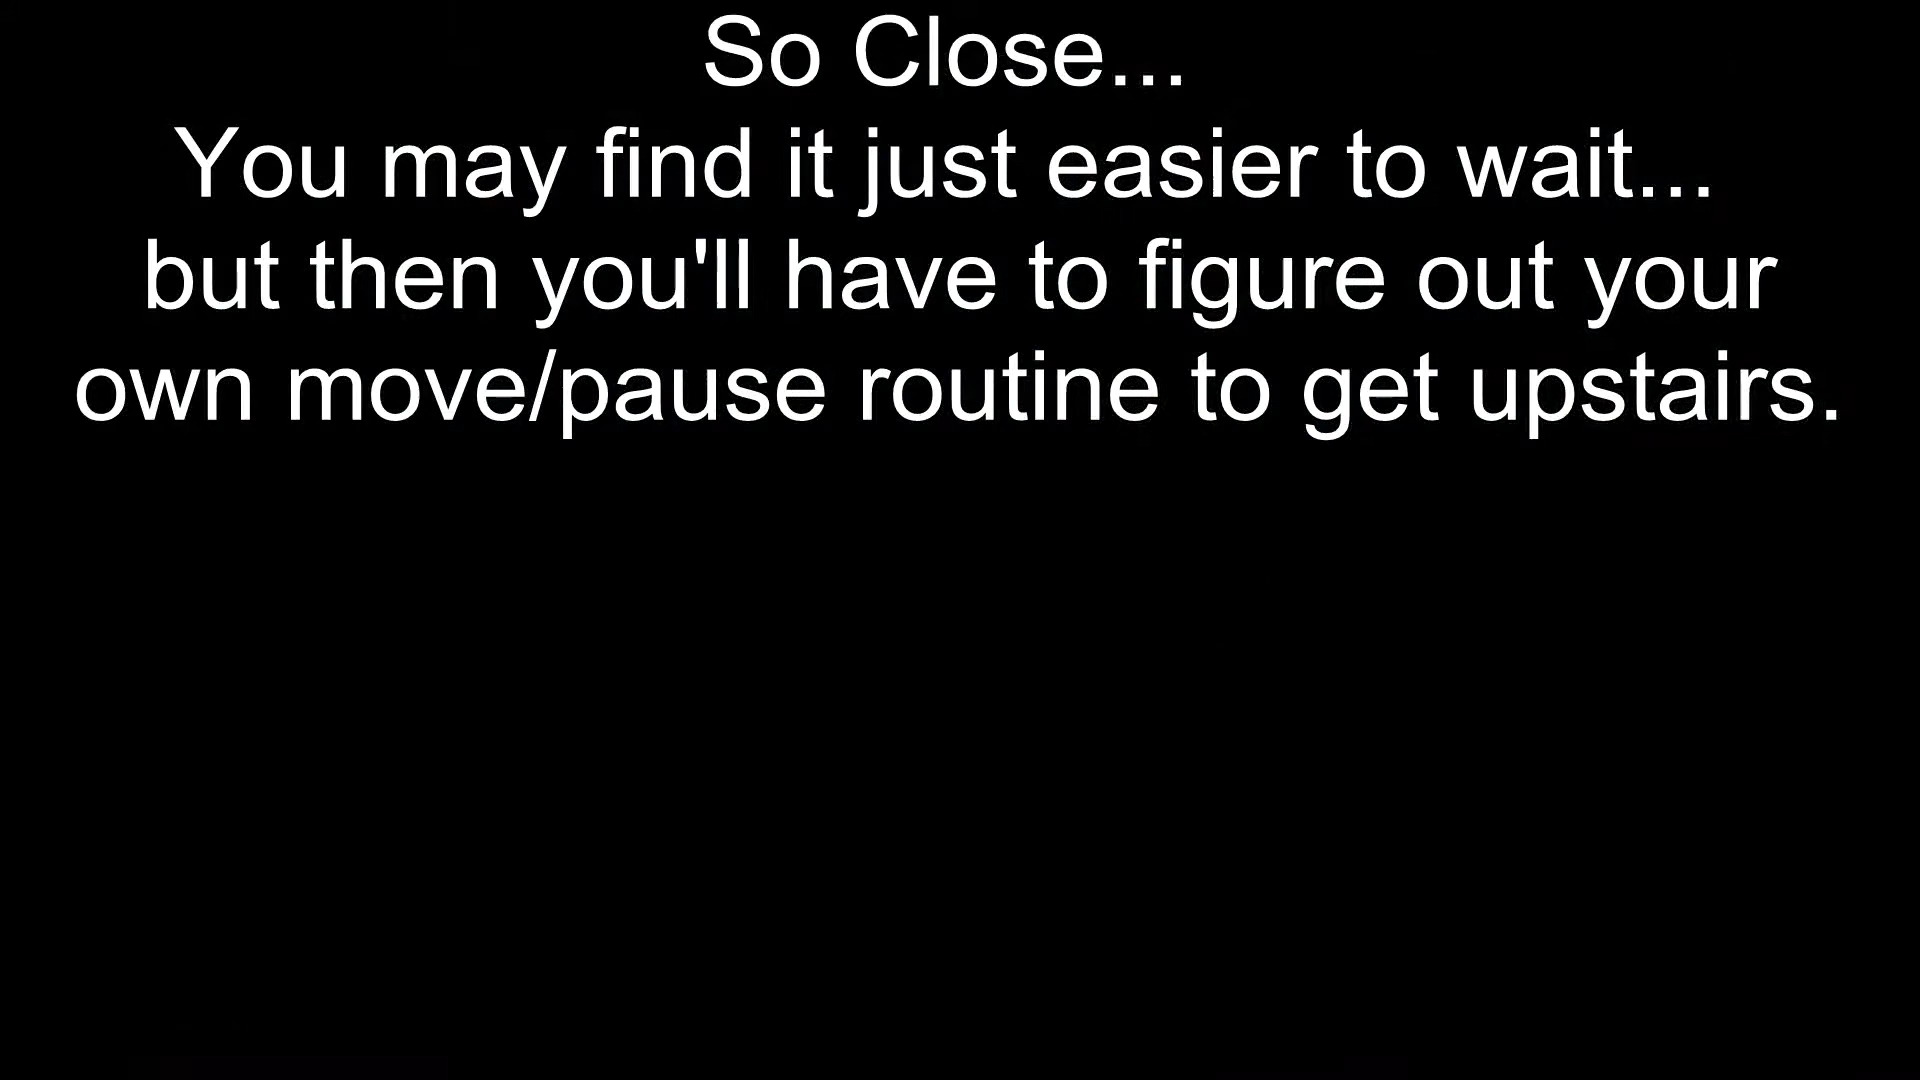 So Close...
You may find it just easier to wait...
but then you'll have to figure out your
own move/pause routine to get upstairs.